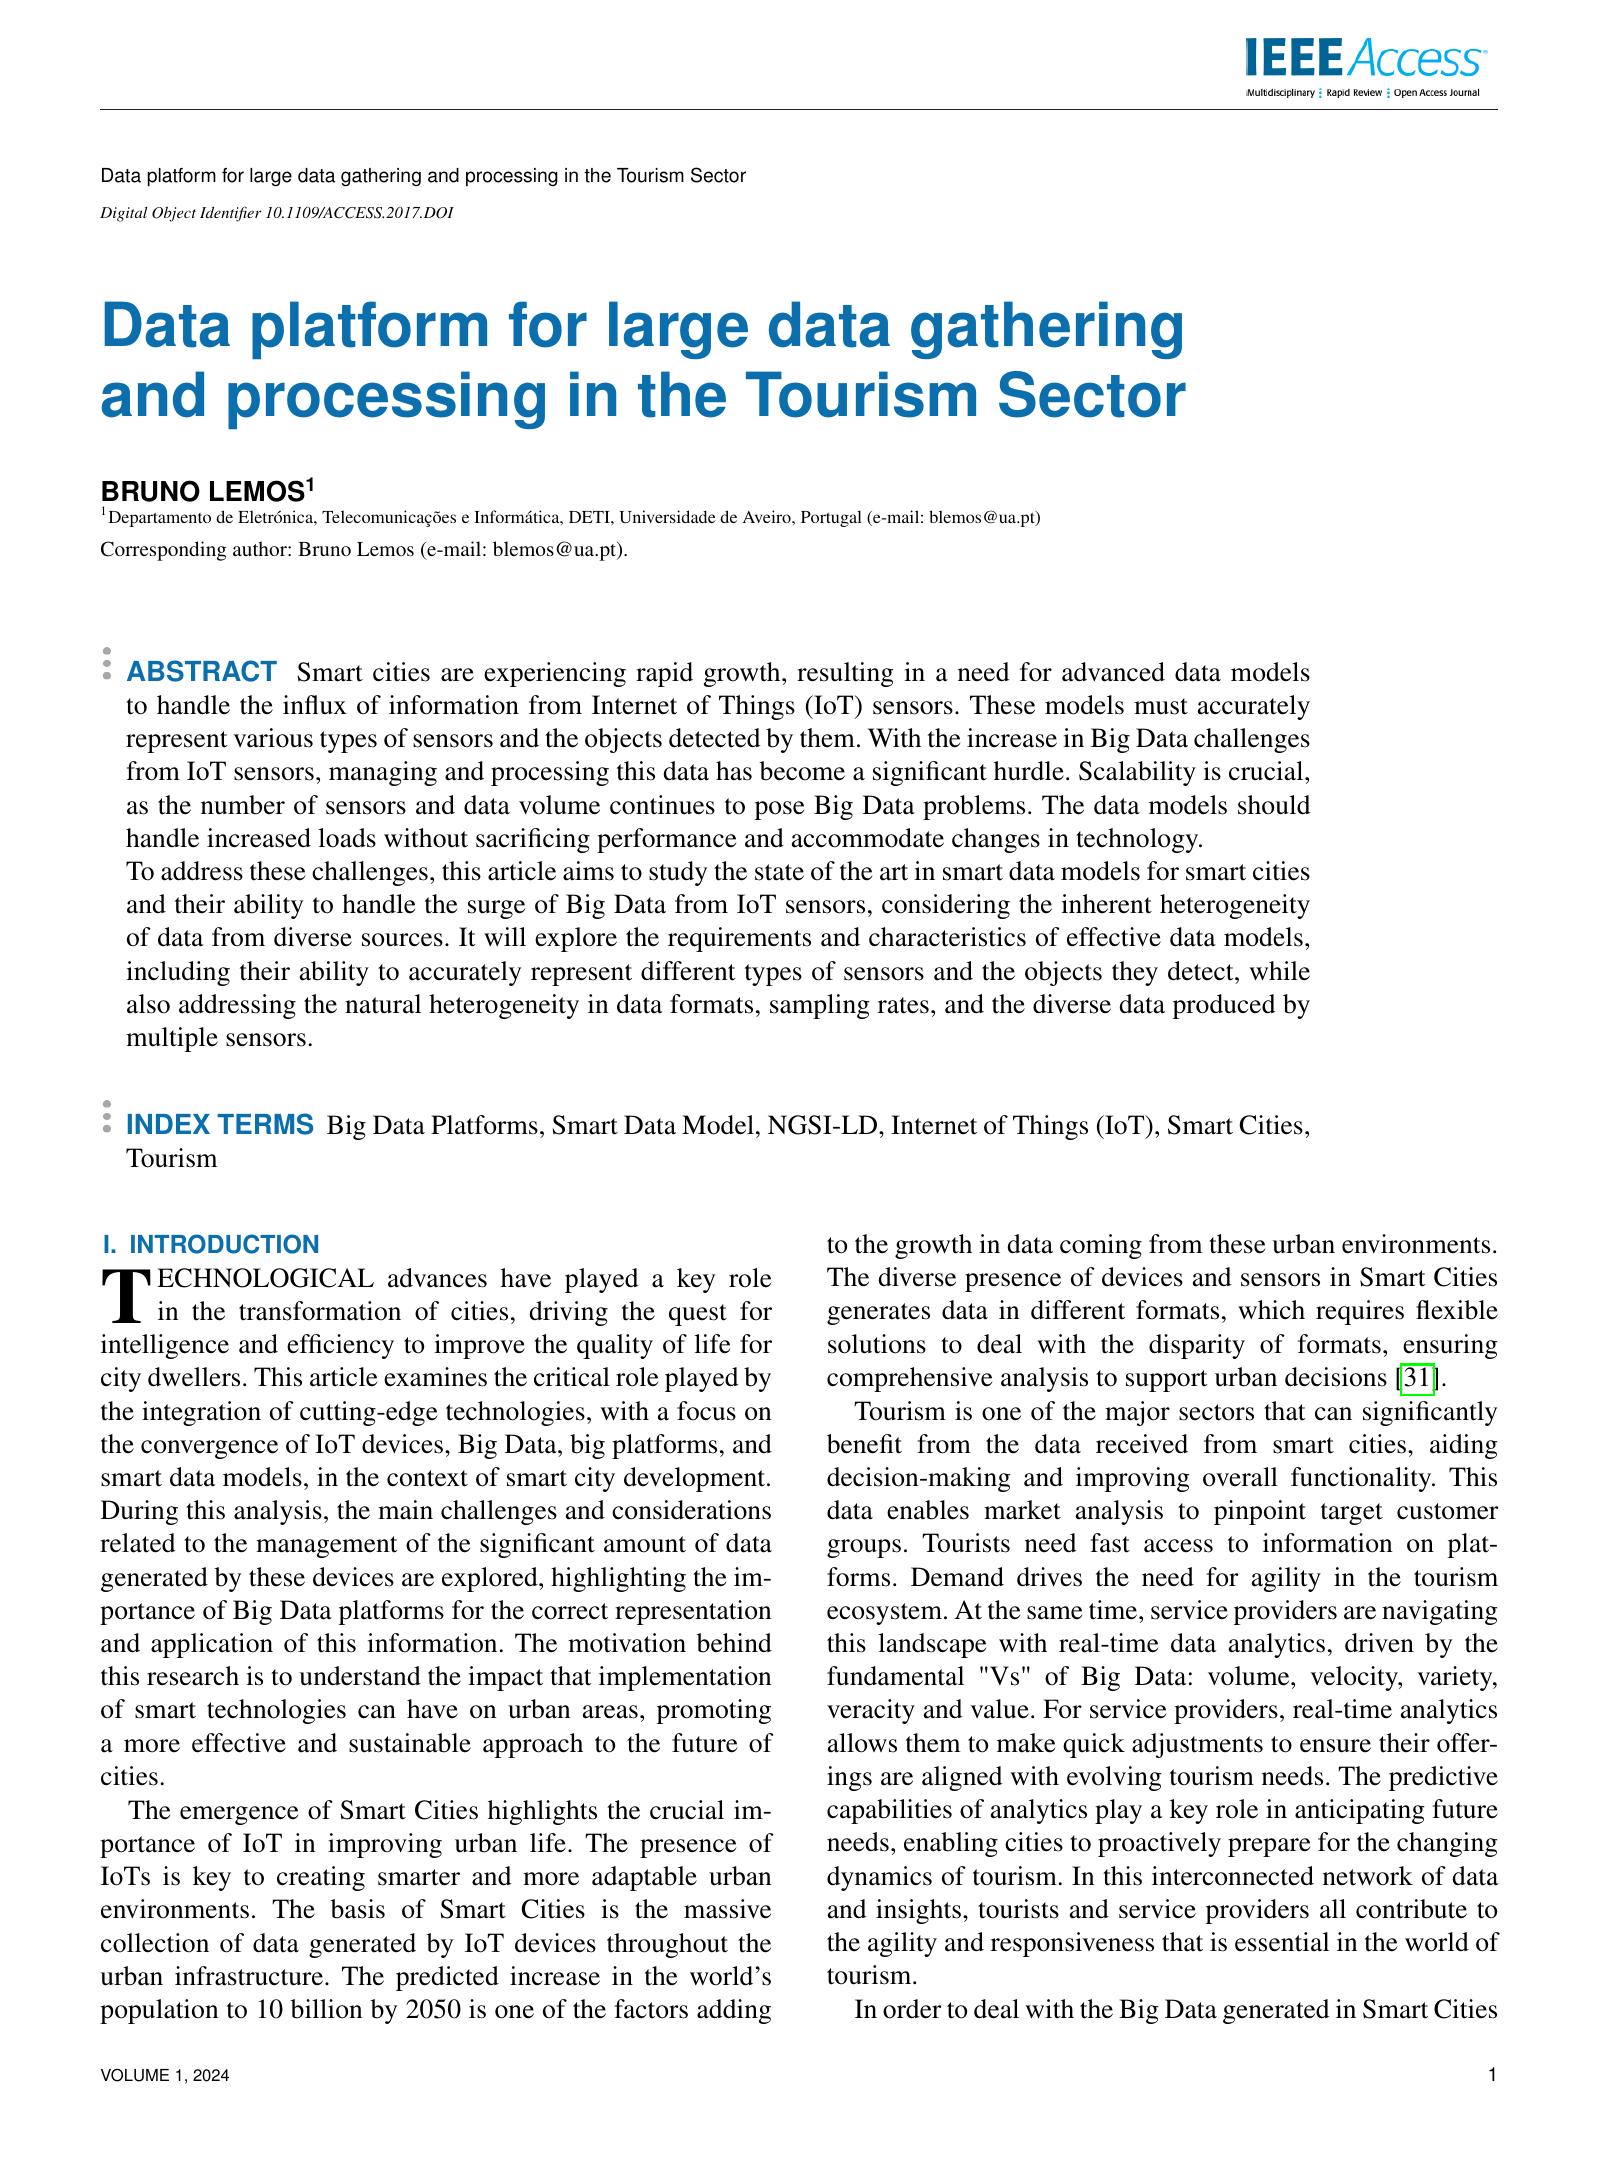 IEEE Access
Multidisciplinary ⋮ Rapid Review ⋮ Open Access Journal
Data platform for large data gathering and processing in the Tourism Sector
Digital Object Identifier 10.1109/ACCESS.2017.DOI
Data platform for large data gathering
and processing in the Tourism Sector
BRUNO LEMOS¹
¹Departamento de Eletrónica, Telecomunicações e Informática, DETI, Universidade de Aveiro, Portugal (e-mail: blemos@ua.pt)
Corresponding author: Bruno Lemos (e-mail: blemos@ua.pt).
ABSTRACT Smart cities are experiencing rapid growth, resulting in a need for advanced data models
to handle the influx of information from Internet of Things (IoT) sensors. These models must accurately
represent various types of sensors and the objects detected by them. With the increase in Big Data challenges
from IoT sensors, managing and processing this data has become a significant hurdle. Scalability is crucial,
as the number of sensors and data volume continues to pose Big Data problems. The data models should
handle increased loads without sacrificing performance and accommodate changes in technology.
To address these challenges, this article aims to study the state of the art in smart data models for smart cities
and their ability to handle the surge of Big Data from IoT sensors, considering the inherent heterogeneity
of data from diverse sources. It will explore the requirements and characteristics of effective data models,
including their ability to accurately represent different types of sensors and the objects they detect, while
also addressing the natural heterogeneity in data formats, sampling rates, and the diverse data produced by
multiple sensors.
INDEX TERMS Big Data Platforms, Smart Data Model, NGSI-LD, Internet of Things (IoT), Smart Cities,
Tourism
I. INTRODUCTION
TECHNOLOGICAL advances have played a key role
in the transformation of cities, driving the quest for
intelligence and efficiency to improve the quality of life for
city dwellers. This article examines the critical role played by
the integration of cutting-edge technologies, with a focus on
the convergence of IoT devices, Big Data, big platforms, and
smart data models, in the context of smart city development.
During this analysis, the main challenges and considerations
related to the management of the significant amount of data
generated by these devices are explored, highlighting the im-
portance of Big Data platforms for the correct representation
and application of this information. The motivation behind
this research is to understand the impact that implementation
of smart technologies can have on urban areas, promoting
a more effective and sustainable approach to the future of
cities.
The emergence of Smart Cities highlights the crucial im-
portance of IoT in improving urban life. The presence of
IoTs is key to creating smarter and more adaptable urban
environments. The basis of Smart Cities is the massive
collection of data generated by IoT devices throughout the
urban infrastructure. The predicted increase in the world's
population to 10 billion by 2050 is one of the factors adding
to the growth in data coming from these urban environments.
The diverse presence of devices and sensors in Smart Cities
generates data in different formats, which requires flexible
solutions to deal with the disparity of formats, ensuring
comprehensive analysis to support urban decisions [31].
Tourism is one of the major sectors that can significantly
benefit from the data received from smart cities, aiding
decision-making and improving overall functionality. This
data enables market analysis to pinpoint target customer
groups. Tourists need fast access to information on plat-
forms. Demand drives the need for agility in the tourism
ecosystem. At the same time, service providers are navigating
this landscape with real-time data analytics, driven by the
fundamental "Vs" of Big Data: volume, velocity, variety,
veracity and value. For service providers, real-time analytics
allows them to make quick adjustments to ensure their offer-
ings are aligned with evolving tourism needs. The predictive
capabilities of analytics play a key role in anticipating future
needs, enabling cities to proactively prepare for the changing
dynamics of tourism. In this interconnected network of data
and insights, tourists and service providers all contribute to
the agility and responsiveness that is essential in the world of
tourism.
In order to deal with the Big Data generated in Smart Cities
VOLUME 1, 2024
1